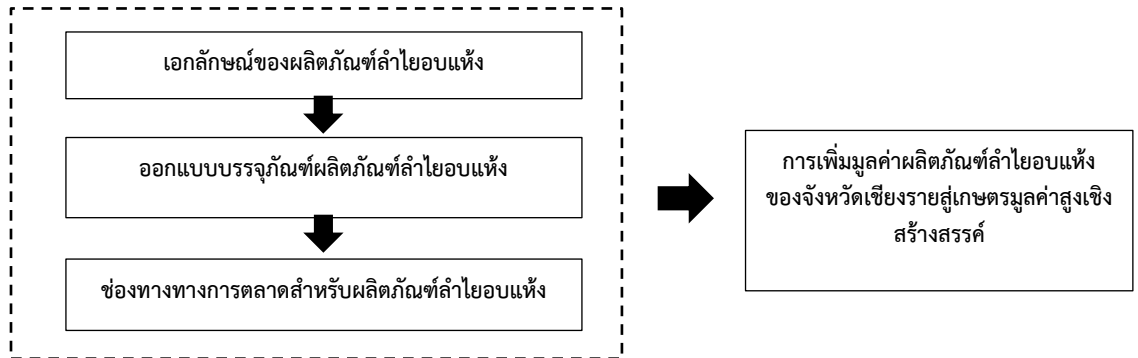 เอกลักษณ์ของผลิตภัณฑ์ลำไยอบแห้ง
ออกแบบบรรจุภัณฑ์ผลิตภัณฑ์ลำไยอบแห้ง
ช่องทางทางการตลาดสำหรับผลิตภัณฑ์ลำไยอบแห้ง
การเพิ่มมูลค่าผลิตภัณฑ์ลำไยอบแห้ง
ของจังหวัดเชียงรายสู่เกษตรมูลค่าสูงเชิง
สร้างสรรค์